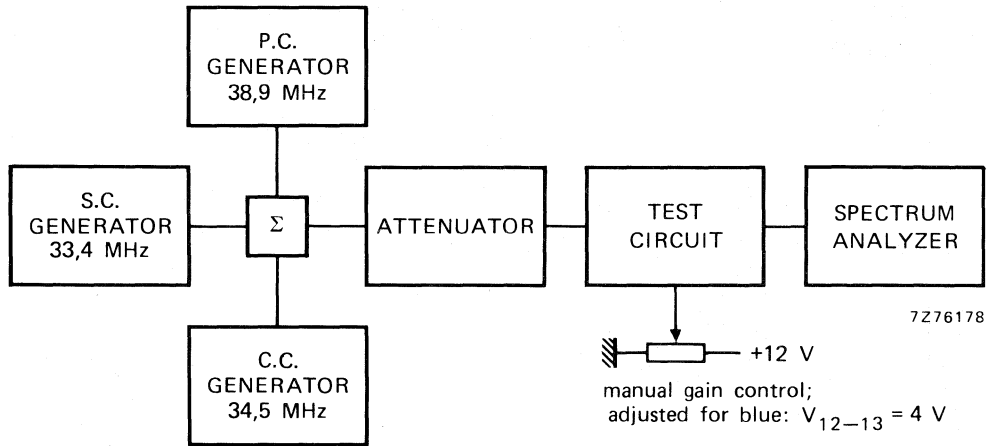 P.C.
GENERATOR
38,9 MHz
S.C.
GENERATOR
33,4 MHz
Σ
ATTENUATOR
TEST
CIRCUIT
SPECTRUM
ANALYZER
7Z76178
+12 V
C.C.
GENERATOR
34,5 MHz
manual gain control;
adjusted for blue: V12–13 = 4 V